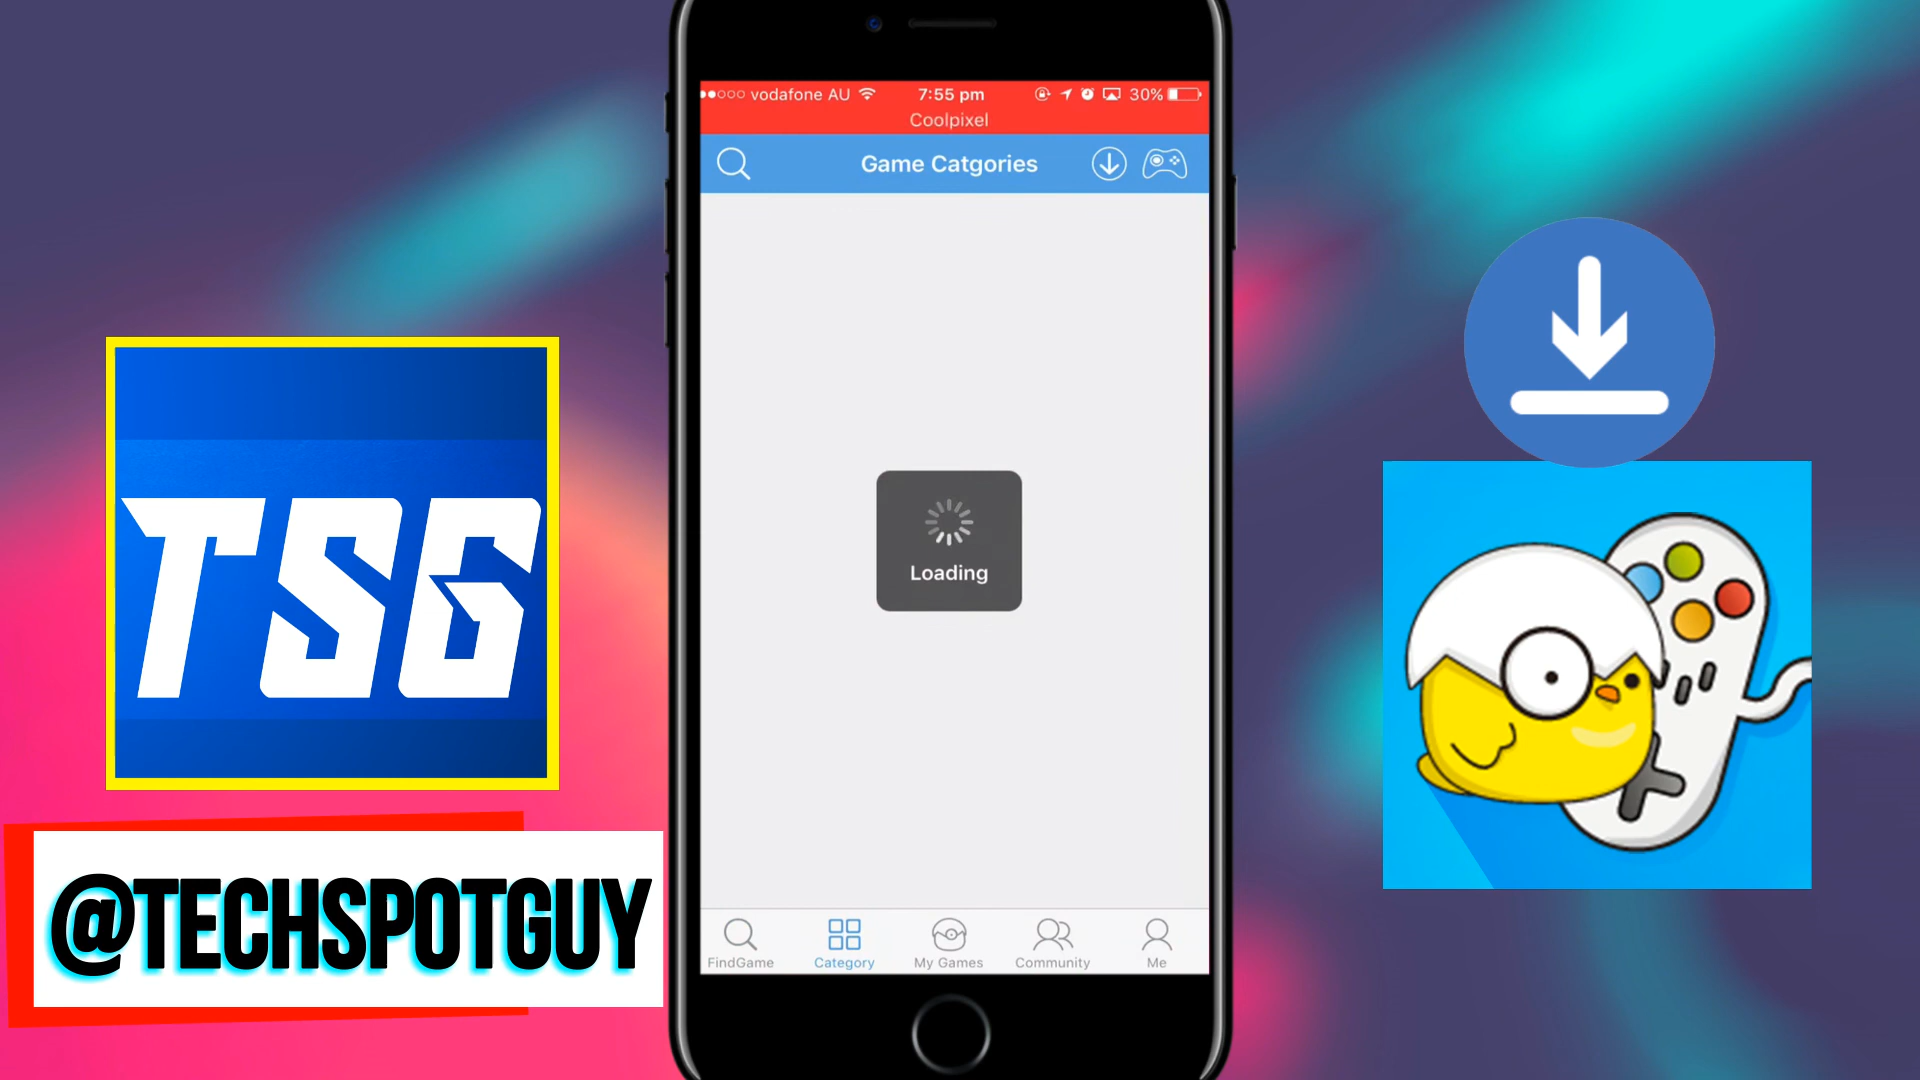 vodafone AU 7:55 pm 30%
Coolpixel
Game Catgories
Loading
FindGame Category My Games Community Me
TSG
@TECHSPOTGUY